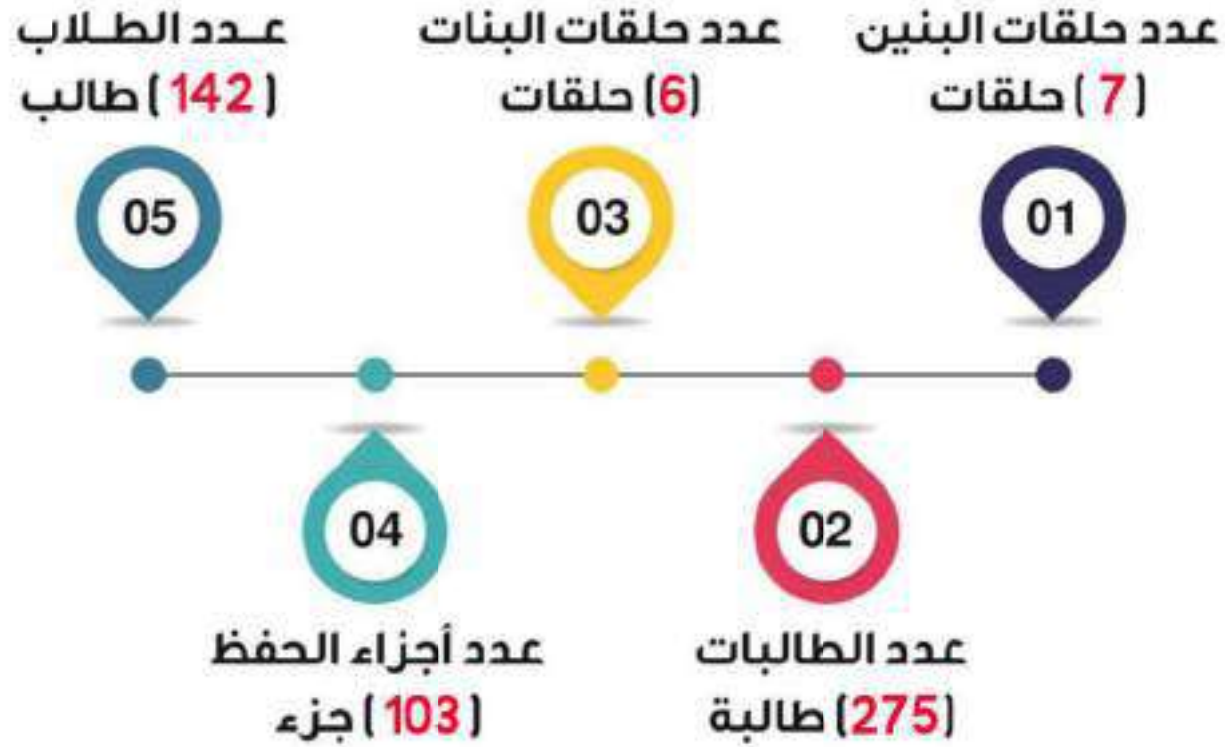 عدد حلقات البنين
( 7 ) حلقات
01
02
عدد الطالبات
(275) طالبة
عدد حلقات البنات
(6) حلقات
03
04
عدد أجزاء الحفظ
( 103 ) جزء
عـدد الطـلاب
( 142 ) طالب
05